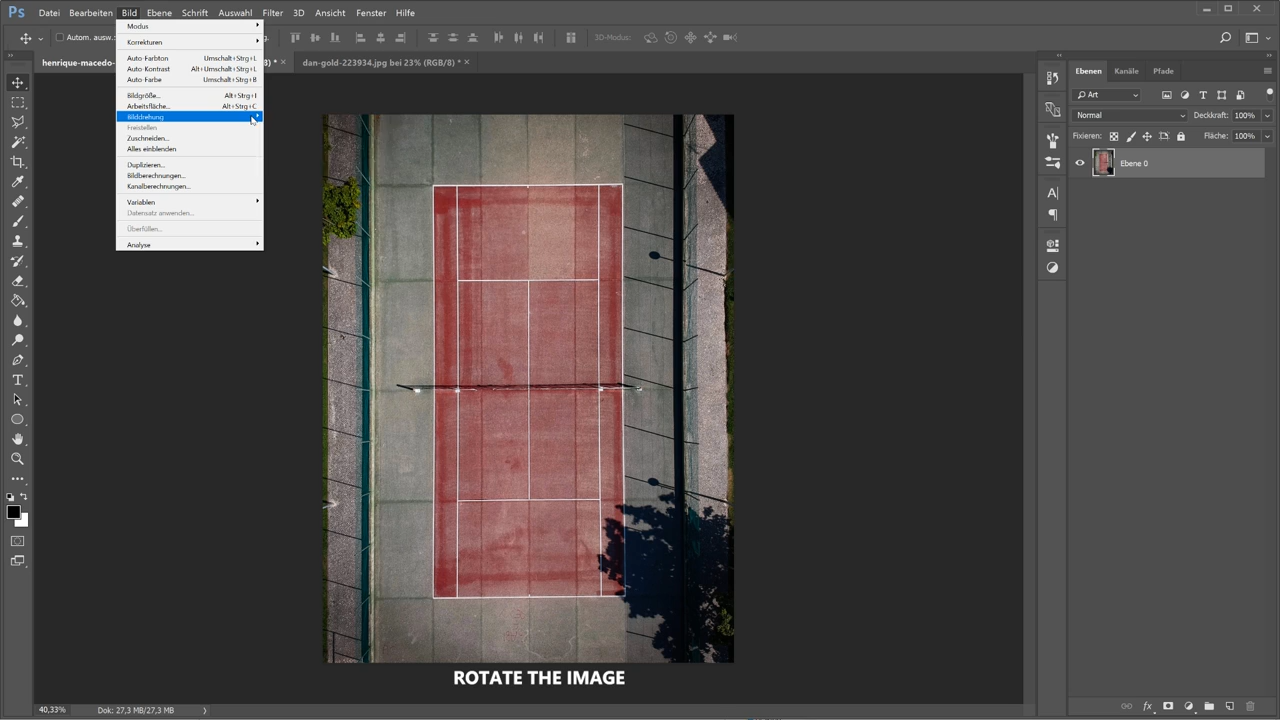 Ps Datei Bearbeiten Bild Ebene Schrift Auswahl Filter 3D Ansicht Fenster Hilfe
Autom. ausw. 3D-Modus:
henrique-macedo- /8) * × dan-gold-223934.jpg bei 23% (RGB/8) * ×
Modus
Korrekturen
Auto-Farbton Umschalt+Strg+L
Auto-Kontrast Alt+Umschalt+Strg+L
Auto-Farbe Umschalt+Strg+B
Bildgröße... Alt+Strg+I
Arbeitsfläche... Alt+Strg+C
Bilddrehung
Freistellen
Zuschneiden...
Alles einblenden
Duplizieren...
Bildberechnungen...
Kanalberechnungen...
Variablen
Datensatz anwenden...
Überfüllen...
Analyse
Ebenen Kanäle Pfade
Art
Normal Deckkraft: 100%
Fixieren: Fläche: 100%
Ebene 0
ROTATE THE IMAGE
40,33% Dok: 27,3 MB/27,3 MB